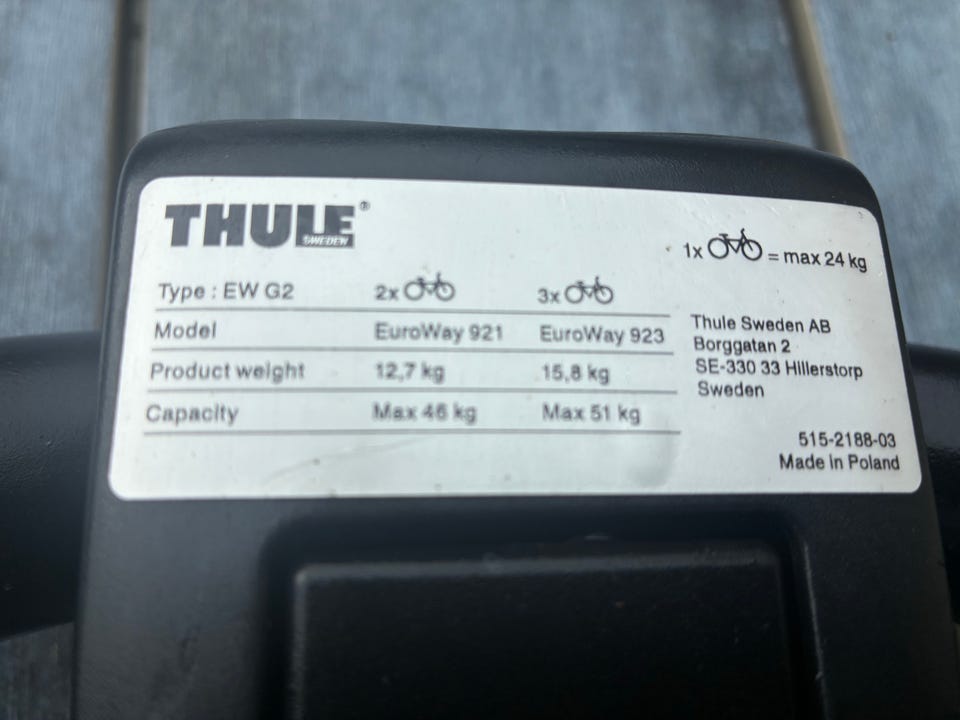 THULE®
SWEDEN
1x = max 24 kg
Type : EW G2 2x 3x
Model EuroWay 921 EuroWay 923
Product weight 12,7 kg 15,8 kg
Capacity Max 46 kg Max 51 kg
Thule Sweden AB
Borggatan 2
SE-330 33 Hillerstorp
Sweden
515-2188-03
Made in Poland